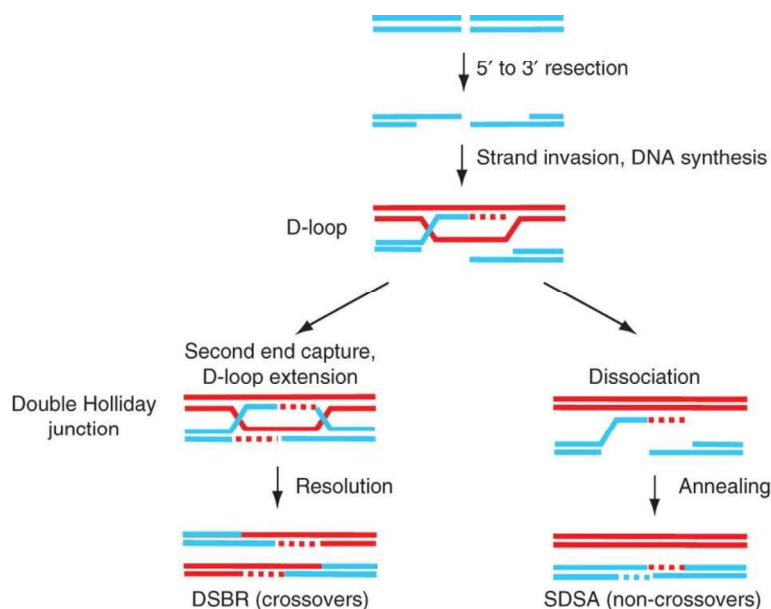 5′ to 3′ resection
Strand invasion, DNA synthesis
D-loop
Second end capture,
D-loop extension
Dissociation
Double Holliday
junction
Resolution
Annealing
DSBR (crossovers)
SDSA (non-crossovers)